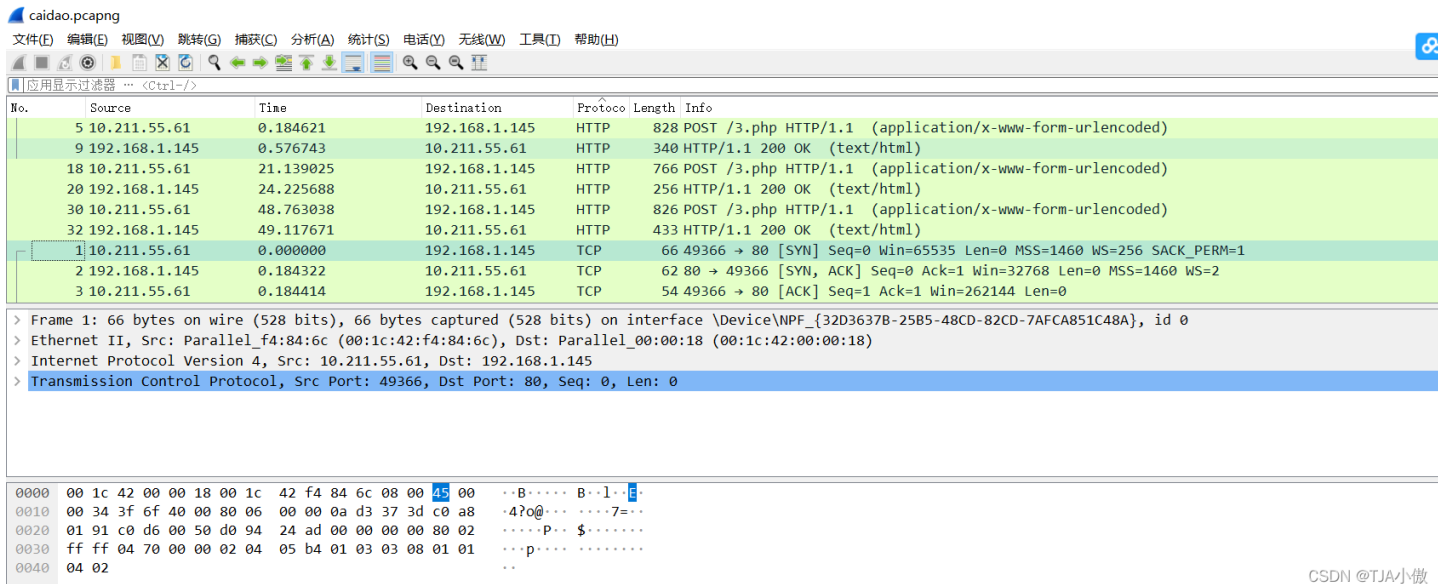 caidao.pcapng
文件(F) 编辑(E) 视图(V) 跳转(G) 捕获(C) 分析(A) 统计(S) 电话(Y) 无线(W) 工具(T) 帮助(H)
应用显示过滤器 … <Ctrl-/>
No. Source Time Destination Protoco Length Info
5 10.211.55.61 0.184621 192.168.1.145 HTTP 828 POST /3.php HTTP/1.1 (application/x-www-form-urlencoded)
9 192.168.1.145 0.576743 10.211.55.61 HTTP 340 HTTP/1.1 200 OK (text/html)
18 10.211.55.61 21.139025 192.168.1.145 HTTP 766 POST /3.php HTTP/1.1 (application/x-www-form-urlencoded)
20 192.168.1.145 24.225688 10.211.55.61 HTTP 256 HTTP/1.1 200 OK (text/html)
30 10.211.55.61 48.763038 192.168.1.145 HTTP 826 POST /3.php HTTP/1.1 (application/x-www-form-urlencoded)
32 192.168.1.145 49.117671 10.211.55.61 HTTP 433 HTTP/1.1 200 OK (text/html)
1 10.211.55.61 0.000000 192.168.1.145 TCP 66 49366 → 80 [SYN] Seq=0 Win=65535 Len=0 MSS=1460 WS=256 SACK_PERM=1
2 192.168.1.145 0.184322 10.211.55.61 TCP 62 80 → 49366 [SYN, ACK] Seq=0 Ack=1 Win=32768 Len=0 MSS=1460 WS=2
3 10.211.55.61 0.184414 192.168.1.145 TCP 54 49366 → 80 [ACK] Seq=1 Ack=1 Win=262144 Len=0
Frame 1: 66 bytes on wire (528 bits), 66 bytes captured (528 bits) on interface \Device\NPF_{32D3637B-25B5-48CD-82CD-7AFCA851C48A}, id 0
Ethernet II, Src: Parallel_f4:84:6c (00:1c:42:f4:84:6c), Dst: Parallel_00:00:18 (00:1c:42:00:00:18)
Internet Protocol Version 4, Src: 10.211.55.61, Dst: 192.168.1.145
Transmission Control Protocol, Src Port: 49366, Dst Port: 80, Seq: 0, Len: 0
0000 00 1c 42 00 00 18 00 1c 42 f4 84 6c 08 00 45 00 ··B····· B··l··E·
0010 00 34 3f 6f 40 00 80 06 00 00 0a d3 37 3d c0 a8 ·4?o@··· ····7=··
0020 01 91 c0 d6 00 50 d0 94 24 ad 00 00 00 00 80 02 ·····P·· $·······
0030 ff ff 04 70 00 00 02 04 05 b4 01 03 03 08 01 01 ···p···· ········
0040 04 02 ··
CSDN @TJA小傲